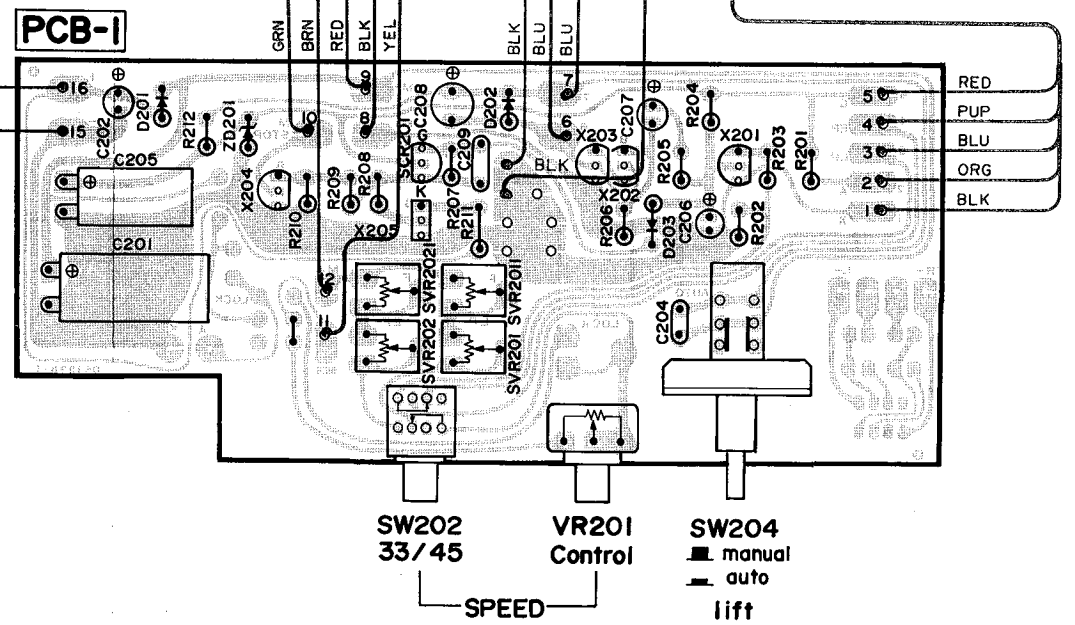 PCB-1
GRN
BRN
RED
BLK
YEL
BLK
BLU
BLU
RED
PUP
BLU
ORG
BLK
16
15
10
9
8
7
6
5
4
3
2
1
12
11
C202
D201
R212
ZD201
C205
C201
X204
R210
R209
R208
SCR201
C208
C209
D202
R207
R211
X205
BLK
X203
X202
C207
R204
R205
X201
R203
R201
R206
D203
C206
R202
SVR2021
SVR2011
SVR202
SVR201
C204
SW202
33/45
VR201
Control
SW204
manual
auto
lift
SPEED